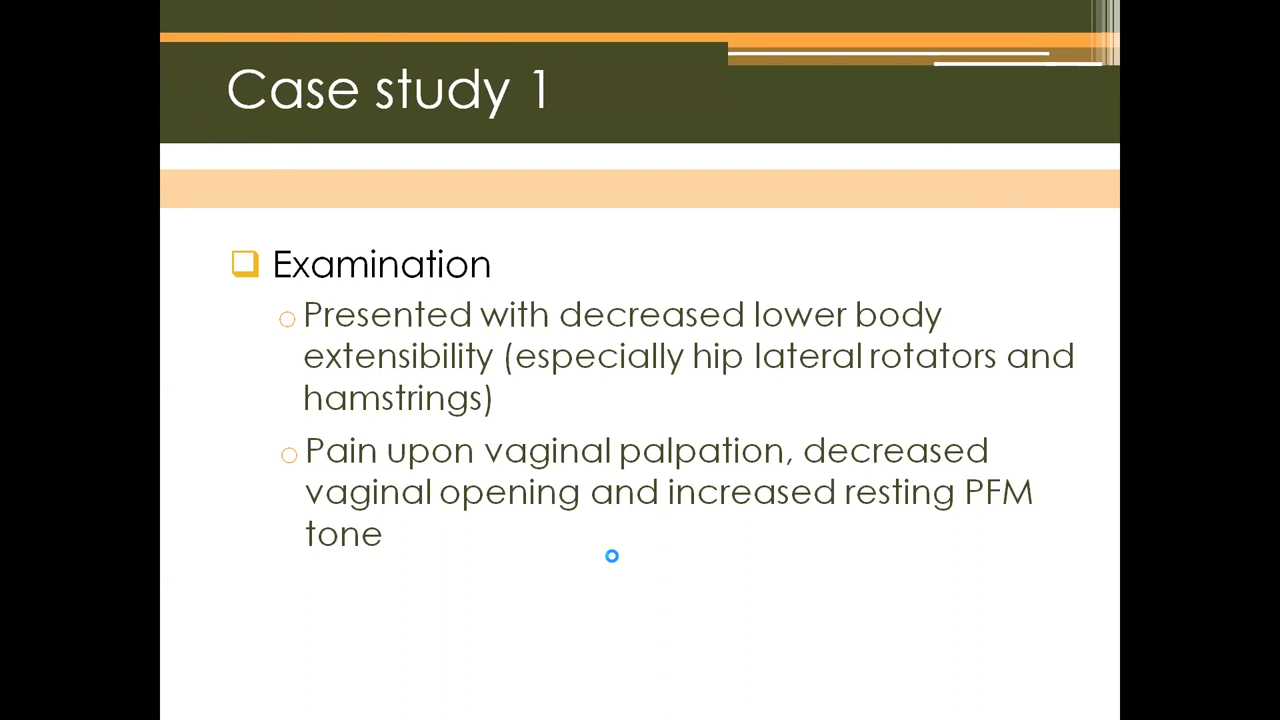 Case study 1
Examination
Presented with decreased lower body
extensibility (especially hip lateral rotators and
hamstrings)
Pain upon vaginal palpation, decreased
vaginal opening and increased resting PFM
tone